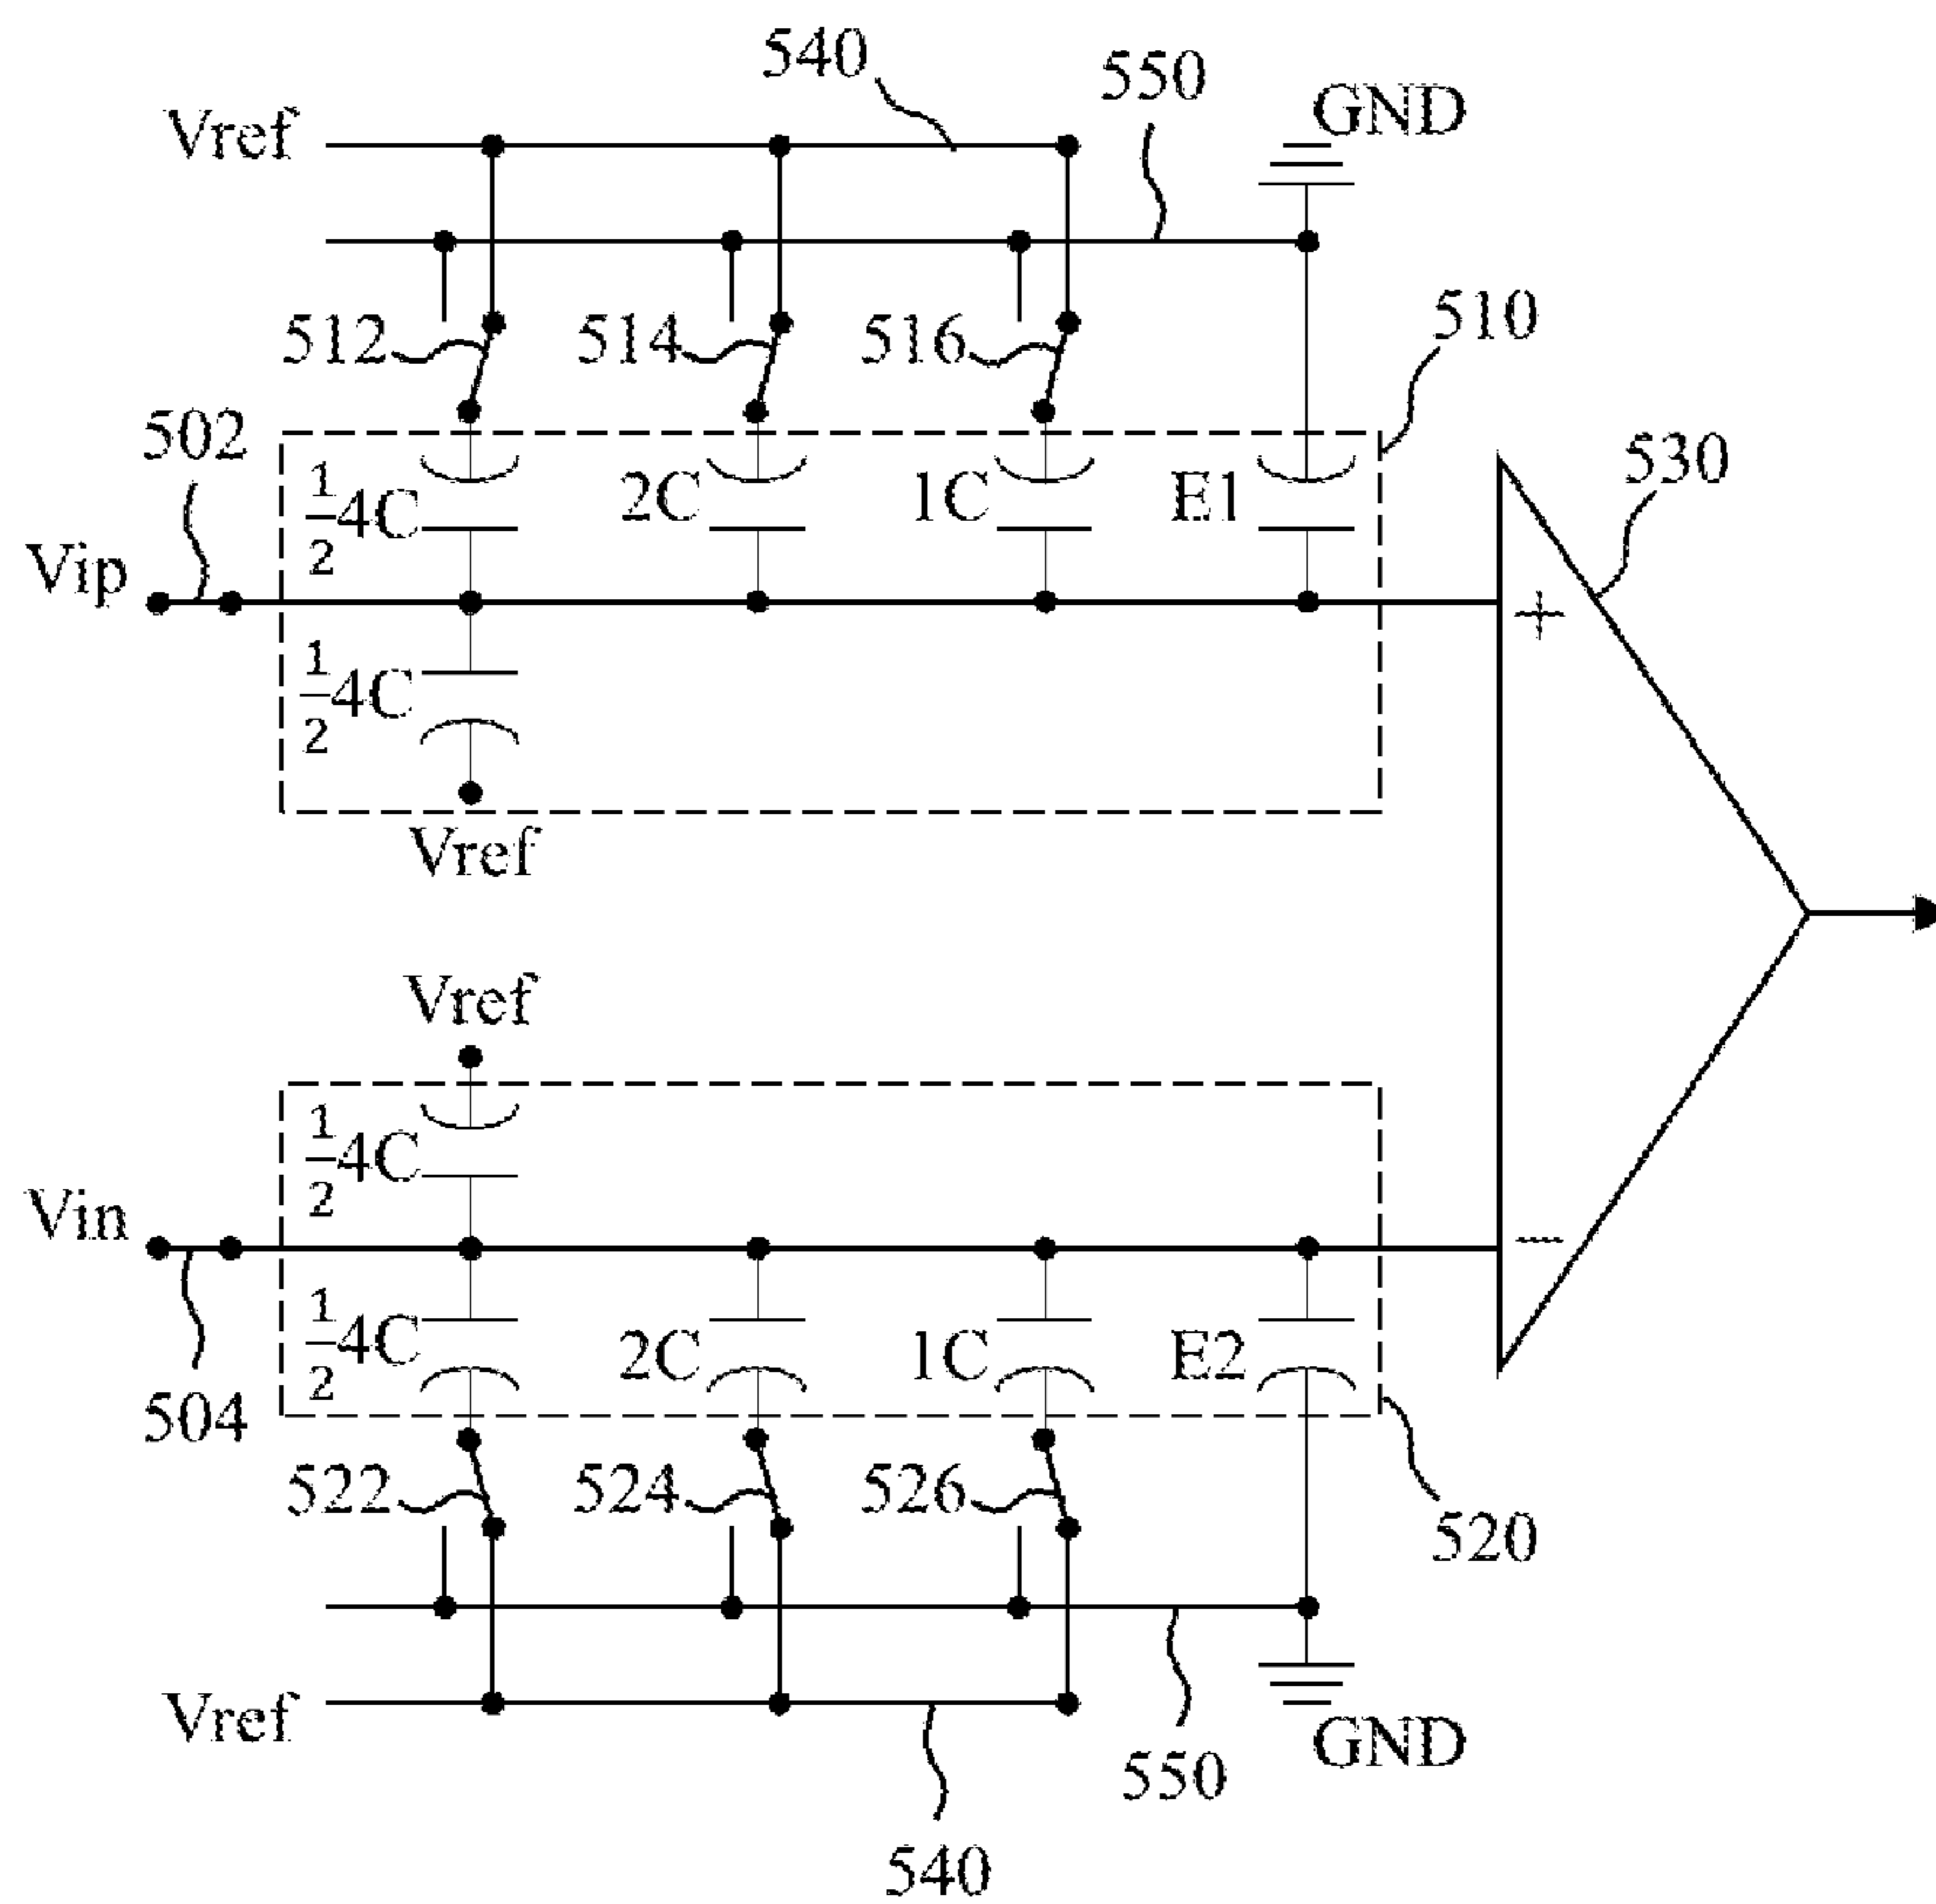 540
550
GND
Vref
512
514
516
510
502
530
1/2 4C
2C
1C
E1
Vip
+
1/2 4C
Vref
Vref
1/2 4C
Vin
−
1/2 4C
2C
1C
E2
504
522
524
526
520
Vref
GND
550
540